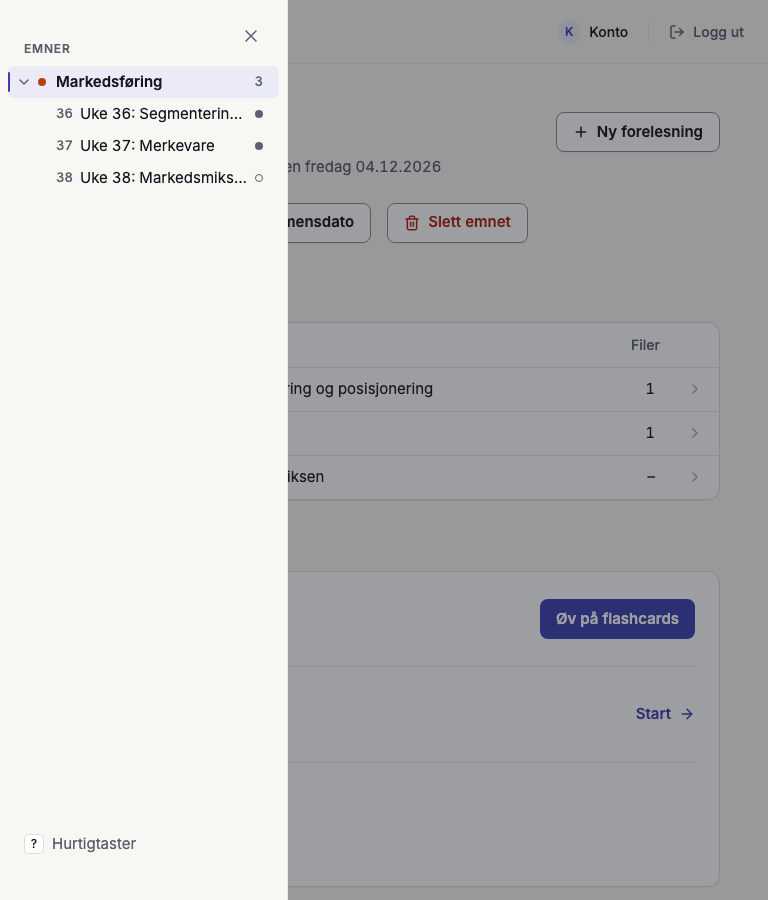 EMNER
Markedsføring 3
36 Uke 36: Segmenterin...
37 Uke 37: Merkevare
38 Uke 38: Markedsmiks...
? Hurtigtaster
K Konto
Logg ut
Ny forelesning
en fredag 04.12.2026
mensdato
Slett emnet
Filer
ring og posisjonering 1
1
iksen –
Øv på flashcards
Start